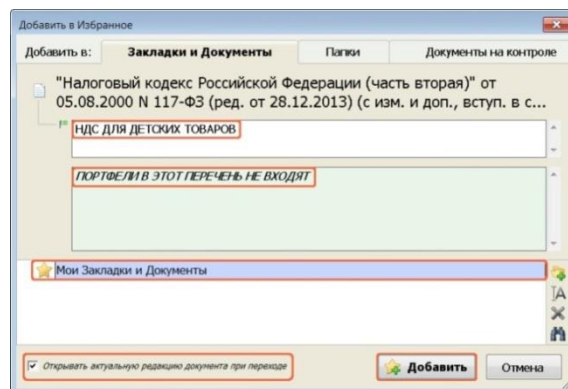 Добавить в Избранное
Добавить в: Закладки и Документы Папки Документы на контроле
"Налоговый кодекс Российской Федерации (часть вторая)" от
05.08.2000 N 117-ФЗ (ред. от 28.12.2013) (с изм. и доп., вступ. в с...
НДС ДЛЯ ДЕТСКИХ ТОВАРОВ
ПОРТФЕЛИ В ЭТОТ ПЕРЕЧЕНЬ НЕ ВХОДЯТ
Мои Закладки и Документы
Открывать актуальную редакцию документа при переходе
Добавить Отмена